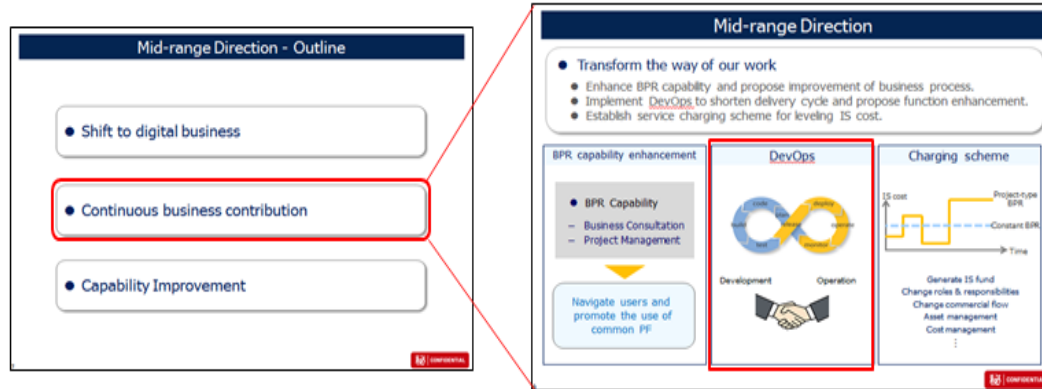 Mid-range Direction - Outline
● Shift to digital business
● Continuous business contribution
● Capability Improvement
CONFIDENTIAL
Mid-range Direction
● Transform the way of our work
● Enhance BPR capability and propose improvement of business process.
● Implement DevOps to shorten delivery cycle and propose function enhancement.
● Establish service charging scheme for leveling IS cost.
BPR capability enhancement
● BPR Capability
– Business Consultation
– Project Management
Navigate users and
promote the use of
common PF
DevOps
code
deploy
build
plan
release
operate
test
monitor
Development
Operation
Charging scheme
IS cost
Project-type
BPR
Constant BPR
Time
Generate IS fund
Change roles & responsibilities
Change commercial flow
Asset management
Cost management
⋮
CONFIDENTIAL